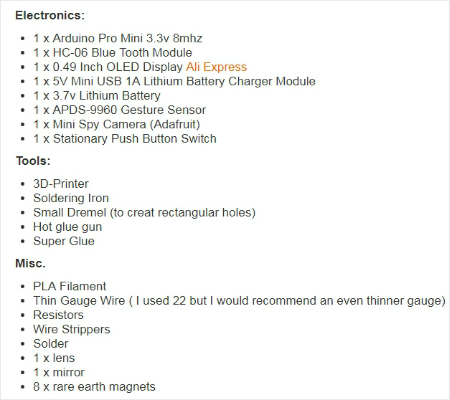 Electronics:
1 x Arduino Pro Mini 3.3v 8mhz
1 x HC-06 Blue Tooth Module
1 x 0.49 Inch OLED Display Ali Express
1 x 5V Mini USB 1A Lithium Battery Charger Module
1 x 3.7v Lithium Battery
1 x APDS-9960 Gesture Sensor
1 x Mini Spy Camera (Adafruit)
1 x Stationary Push Button Switch
Tools:
3D-Printer
Soldering Iron
Small Dremel (to creat rectangular holes)
Hot glue gun
Super Glue
Misc.
PLA Filament
Thin Gauge Wire ( I used 22 but I would recommend an even thinner gauge)
Resistors
Wire Strippers
Solder
1 x lens
1 x mirror
8 x rare earth magnets